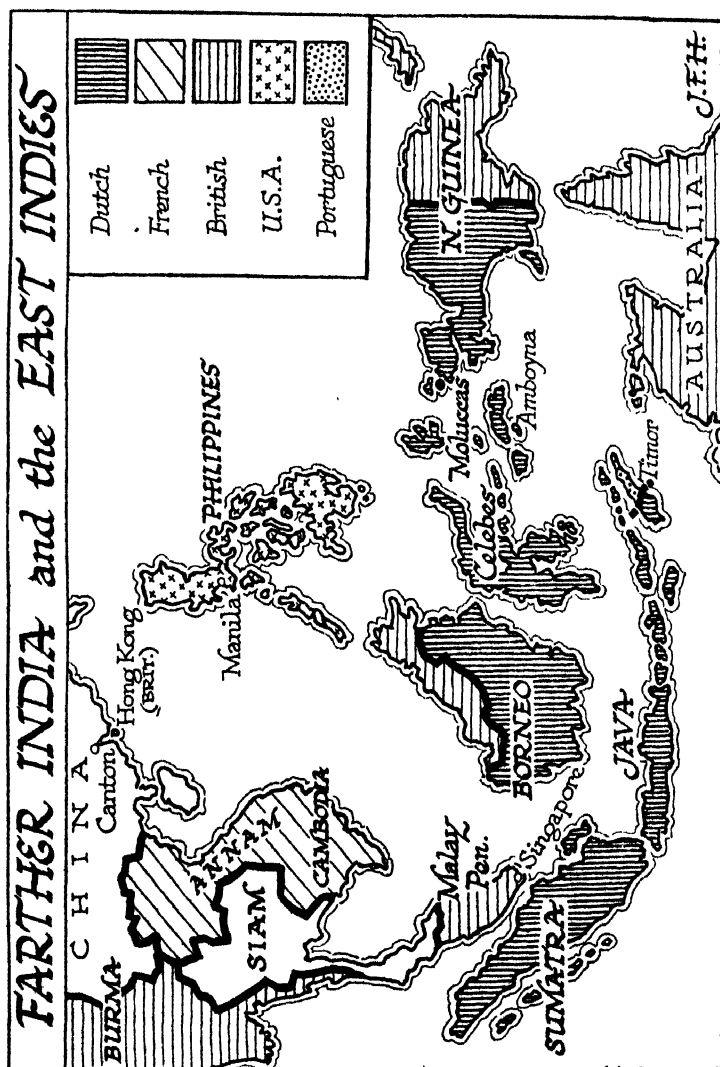 FARTHER INDIA and the EAST INDIES
Dutch
French
British
U.S.A.
Portuguese
CHINA
Canton
Hong Kong
(BRIT.)
BURMA
ANNAM
SIAM
CAMBODIA
Manila
PHILIPPINES
Malay
Pen.
Singapore
SUMATRA
BORNEO
JAVA
Celebes
Moluccas
Amboyna
Timor
N. GUINEA
AUSTRALIA
J.F.H.